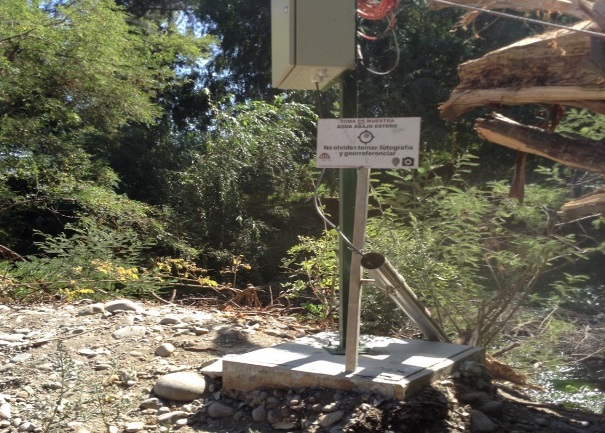 TOMA DE MUESTRA
AGUA ABAJO ESTERO
No olvides tomar fotografía
y georreferenciar